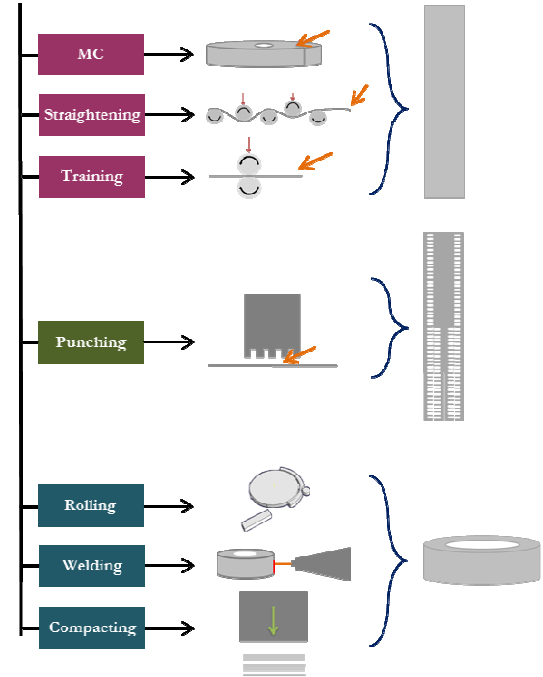 MC
Straightening
Training
Punching
Rolling
Welding
Compacting